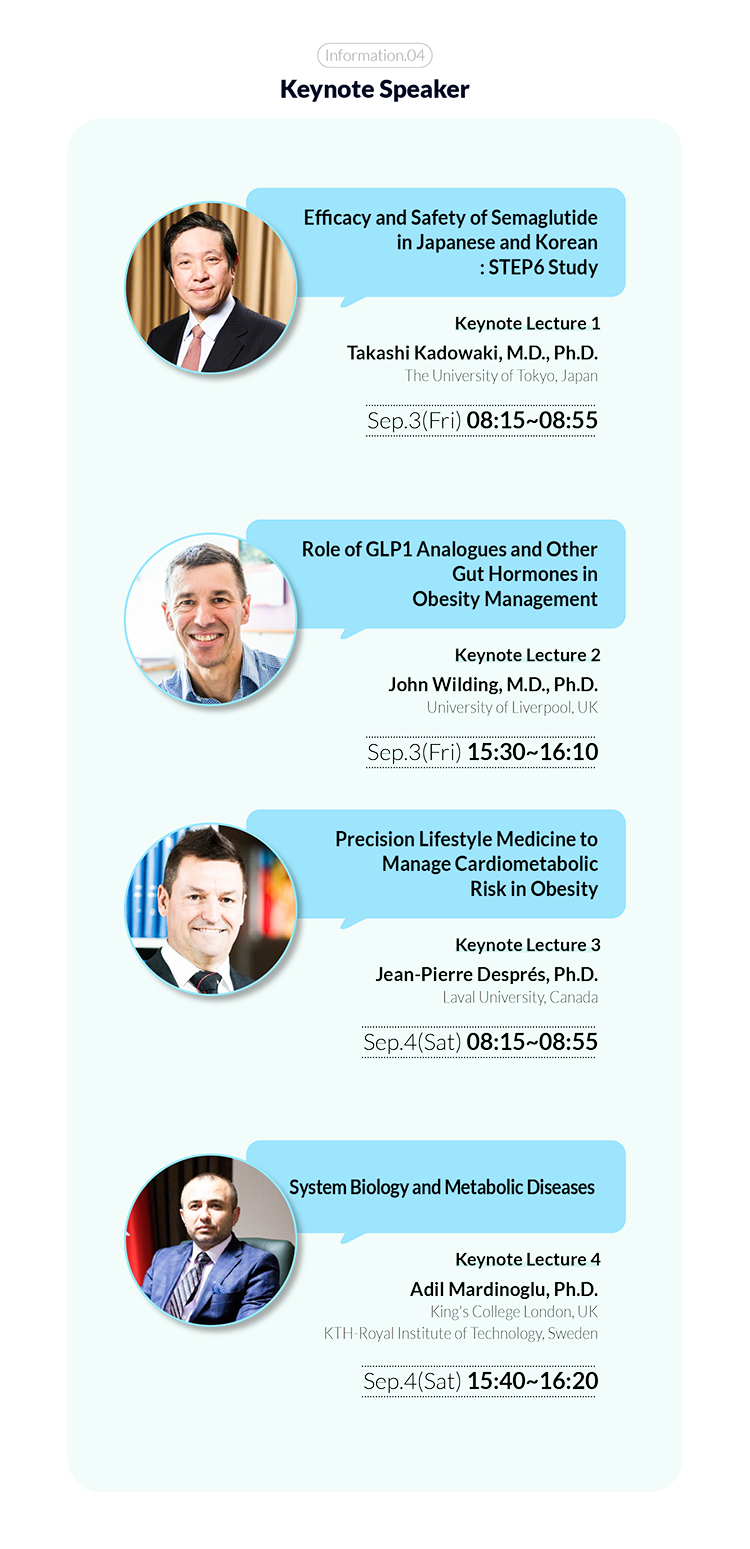 Information.04
Keynote Speaker
Efficacy and Safety of Semaglutide
in Japanese and Korean
: STEP6 Study
Keynote Lecture 1
Takashi Kadowaki, M.D., Ph.D.
The University of Tokyo, Japan
Sep.3(Fri) 08:15~08:55
Role of GLP1 Analogues and Other
Gut Hormones in
Obesity Management
Keynote Lecture 2
John Wilding, M.D., Ph.D.
University of Liverpool, UK
Sep.3(Fri) 15:30~16:10
Precision Lifestyle Medicine to
Manage Cardiometabolic
Risk in Obesity
Keynote Lecture 3
Jean-Pierre Després, Ph.D.
Laval University, Canada
Sep.4(Sat) 08:15~08:55
System Biology and Metabolic Diseases
Keynote Lecture 4
Adil Mardinoglu, Ph.D.
King's College London, UK
KTH-Royal Institute of Technology, Sweden
Sep.4(Sat) 15:40~16:20